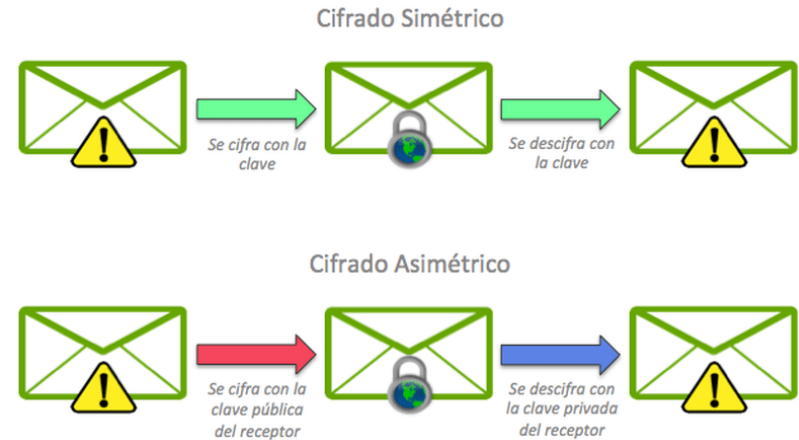 Cifrado Simétrico
Se cifra con la
clave
Se descifra con
la clave
Cifrado Asimétrico
Se cifra con la
clave pública
del receptor
Se descifra con
la clave privada
del receptor